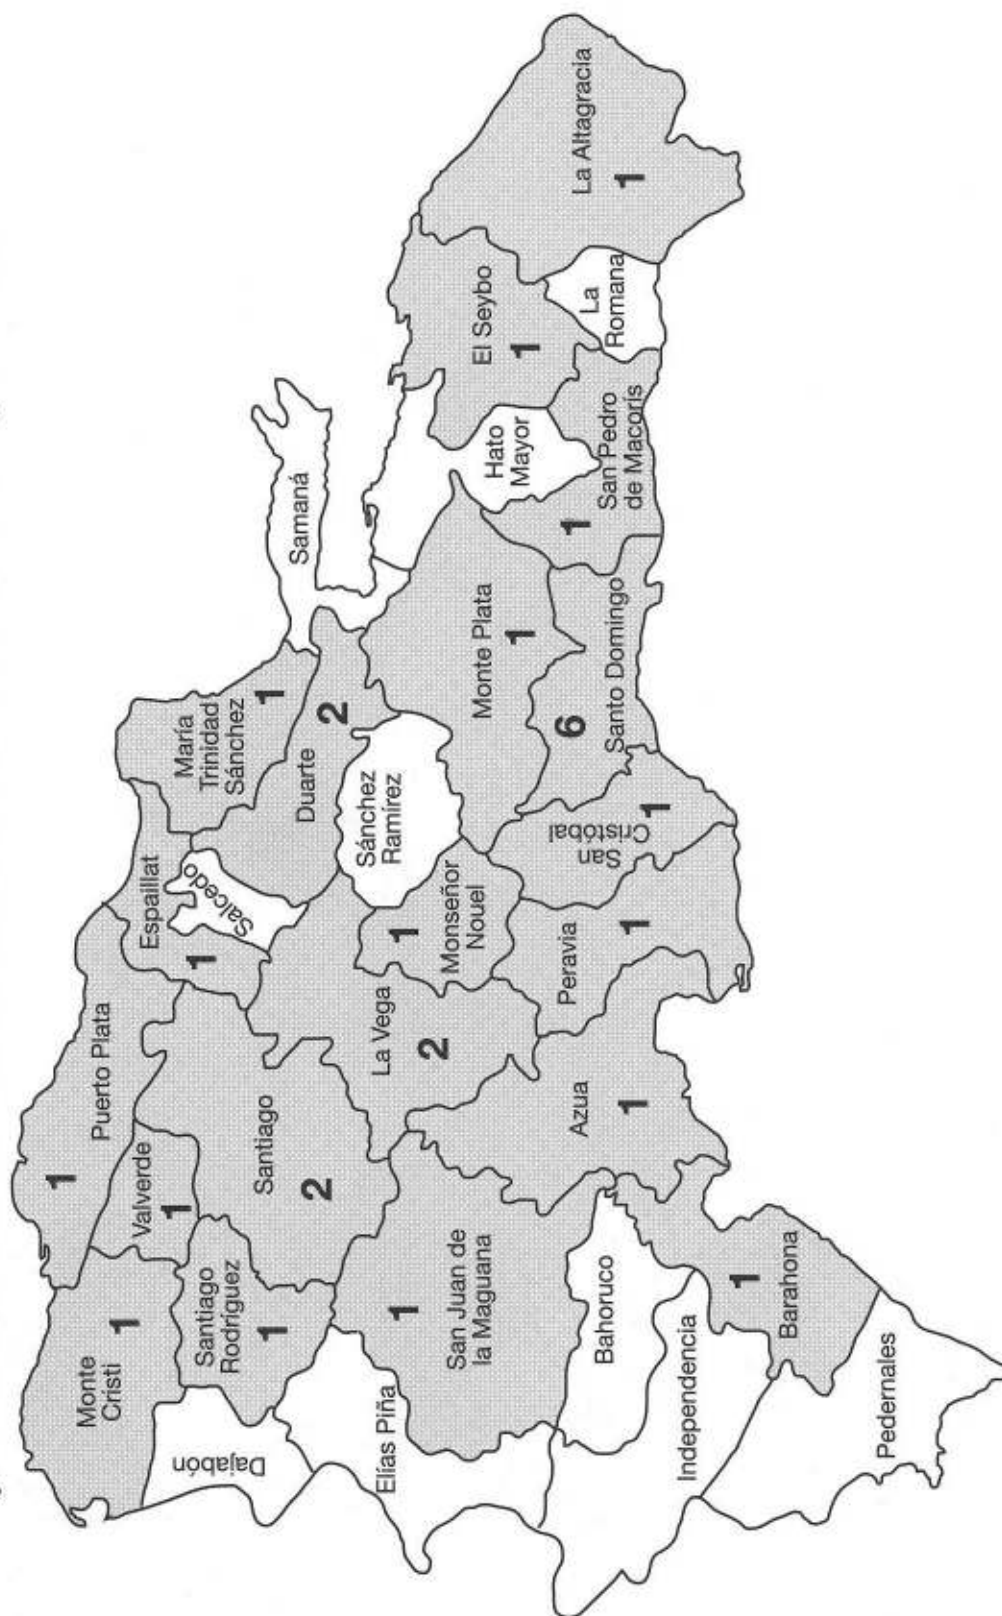 Monte
Cristi
1
Puerto Plata
1
Valverde
1
Santiago
Rodríguez
1
Dajabón
Santiago
2
Espaillat
1
Salcedo
María
Trinidad
Sánchez
1
Duarte
2
Samaná
Sánchez
Ramírez
La Vega
2
Monseñor
Nouel
1
Elías Piña
San Juan de
la Maguana
1
Azua
1
Peravia
1
San
Cristóbal
1
Monte Plata
1
Santo Domingo
6
Hato
Mayor
El Seybo
1
San Pedro
de Macorís
1
La
Romana
La Altagracia
1
Bahoruco
Independencia
Barahona
1
Pedernales